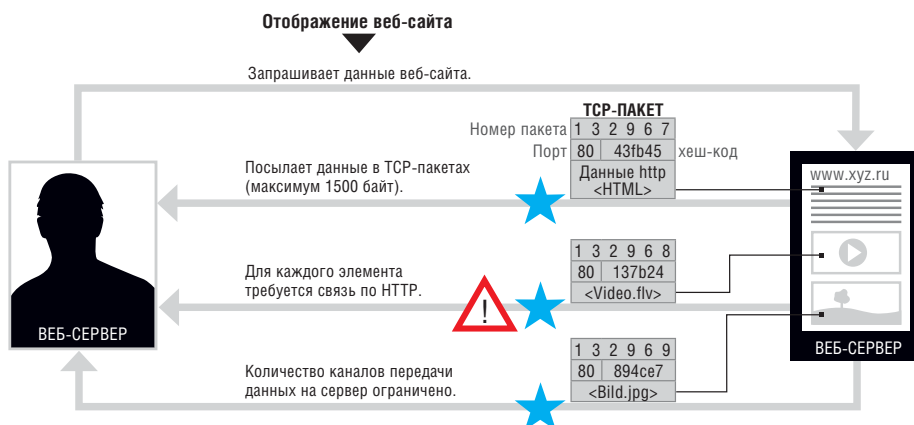 Отображение веб-сайта
Запрашивает данные веб-сайта.
TCP-ПАКЕТ
Номер пакета 1 3 2 9 6 7
Порт 80 43fb45 хеш-код
Данные http
<HTML>
Посылает данные в TCP-пакетах
(максимум 1500 байт).
www.xyz.ru
1 3 2 9 6 8
80 137b24
<Video.flv>
Для каждого элемента
требуется связь по HTTP.
!
ВЕБ-СЕРВЕР
ВЕБ-СЕРВЕР
1 3 2 9 6 9
80 894ce7
<Bild.jpg>
Количество каналов передачи
данных на сервер ограничено.